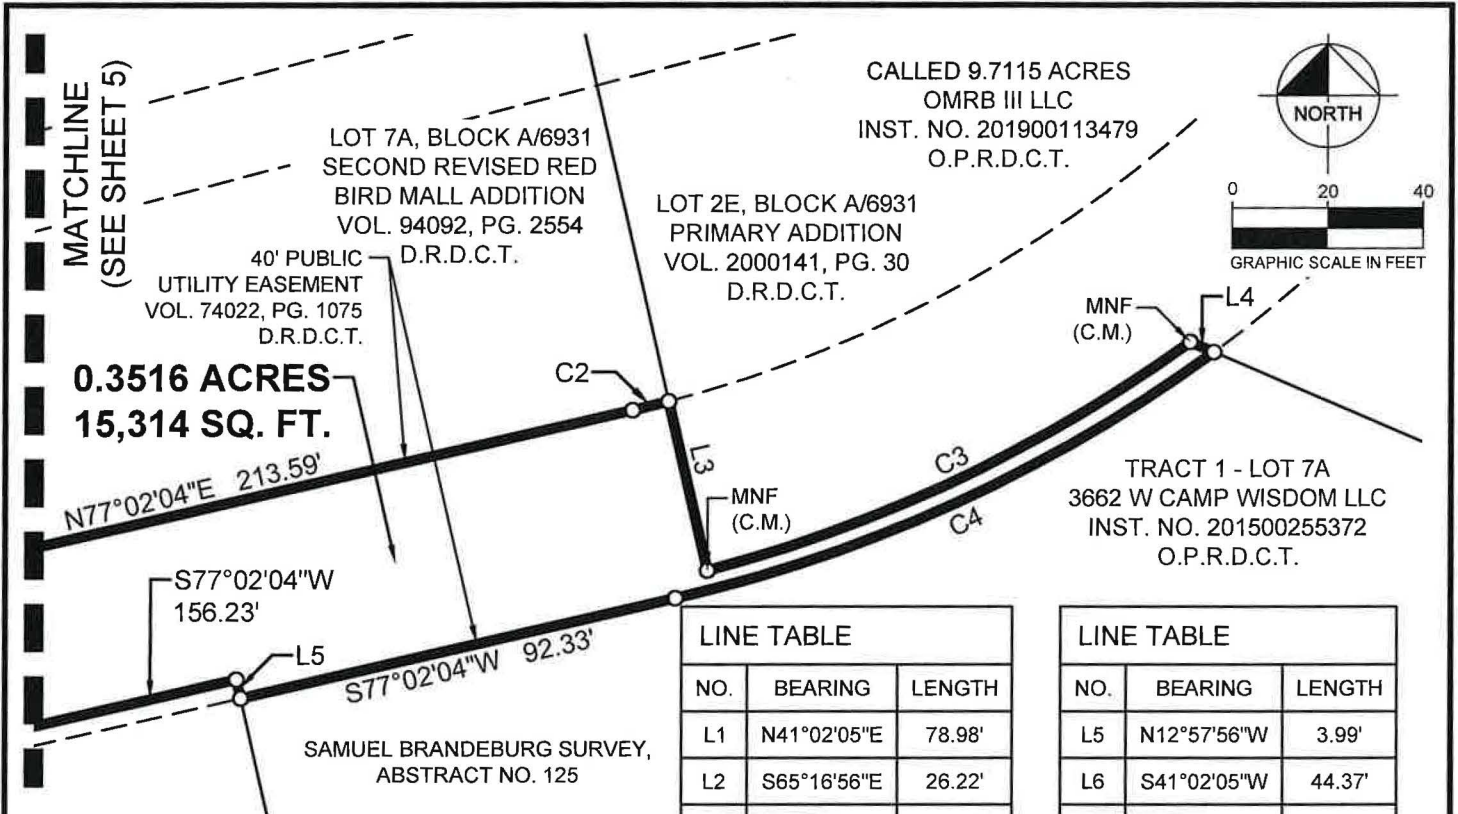 MATCHLINE
(SEE SHEET 5)
LOT 7A, BLOCK A/6931
SECOND REVISED RED
BIRD MALL ADDITION
VOL. 94092, PG. 2554
D.R.D.C.T.
40' PUBLIC
UTILITY EASEMENT
VOL. 74022, PG. 1075
D.R.D.C.T.
CALLED 9.7115 ACRES
OMRB III LLC
INST. NO. 201900113479
O.P.R.D.C.T.
NORTH
0 20 40
GRAPHIC SCALE IN FEET
LOT 2E, BLOCK A/6931
PRIMARY ADDITION
VOL. 2000141, PG. 30
D.R.D.C.T.
MNF
(C.M.)
L4
0.3516 ACRES
15,314 SQ. FT.
C2
L3
N77°02'04"E 213.59'
MNF
(C.M.)
C3
C4
TRACT 1 - LOT 7A
3662 W CAMP WISDOM LLC
INST. NO. 201500255372
O.P.R.D.C.T.
S77°02'04"W
156.23'
L5
S77°02'04"W 92.33'
SAMUEL BRANDEBURG SURVEY,
ABSTRACT NO. 125
LINE TABLE
NO. BEARING LENGTH
L1 N41°02'05"E 78.98'
L2 S65°16'56"E 26.22'
LINE TABLE
NO. BEARING LENGTH
L5 N12°57'56"W 3.99'
L6 S41°02'05"W 44.37'